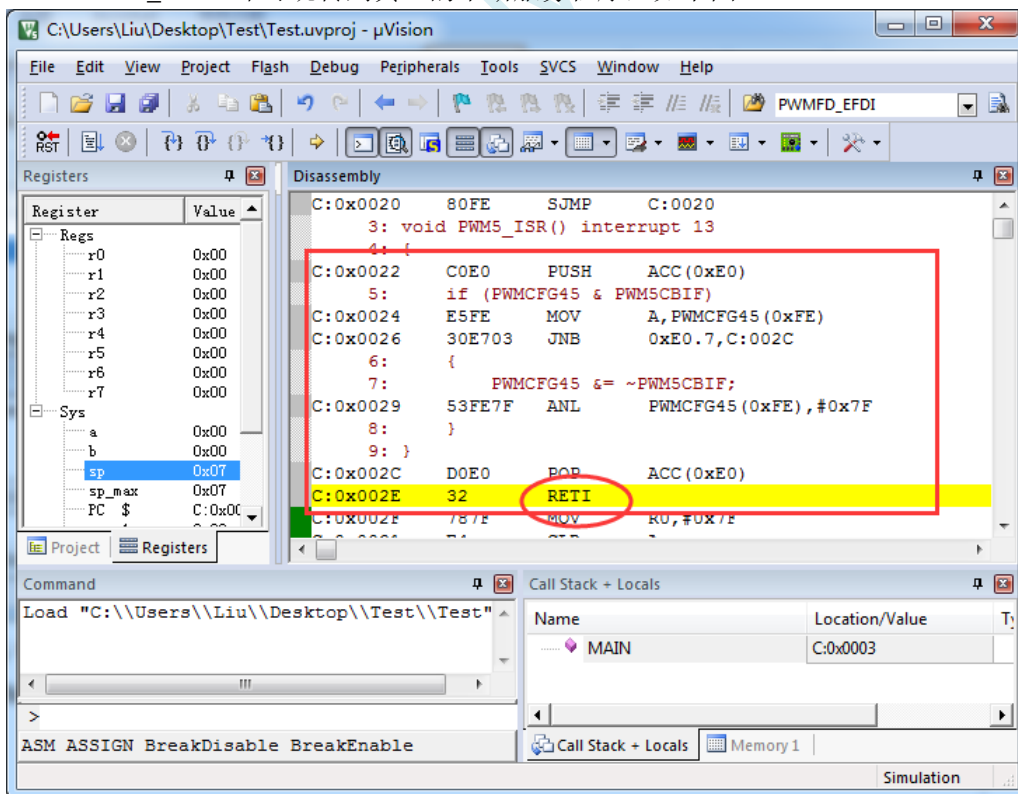 C:\Users\Liu\Desktop\Test\Test.uvproj - µVision
File Edit View Project Flash Debug Peripherals Tools SVCS Window Help
PWMFD_EFDI
RST
Registers
Disassembly
Register Value
Regs
r0 0x00
r1 0x00
r2 0x00
r3 0x00
r4 0x00
r5 0x00
r6 0x00
r7 0x00
Sys
a 0x00
b 0x00
sp 0x07
sp_max 0x07
PC $ C:0x00
C:0x0020 80FE SJMP C:0020
3: void PWM5_ISR() interrupt 13
4: {
C:0x0022 C0E0 PUSH ACC(0xE0)
5: if (PWMCFG45 & PWM5CBIF)
C:0x0024 E5FE MOV A,PWMCFG45(0xFE)
C:0x0026 30E703 JNB 0xE0.7,C:002C
6: {
7: PWMCFG45 &= ~PWM5CBIF;
C:0x0029 53FE7F ANL PWMCFG45(0xFE),#0x7F
8: }
9: }
C:0x002C D0E0 POP ACC(0xE0)
C:0x002E 32 RETI
C:0x002F 787F MOV R0,#0x7F
Project Registers
Command
Load "C:\\Users\\Liu\\Desktop\\Test\\Test"
>
ASM ASSIGN BreakDisable BreakEnable
Call Stack + Locals
Name Location/Value
MAIN C:0x0003
Call Stack + Locals Memory 1
Simulation